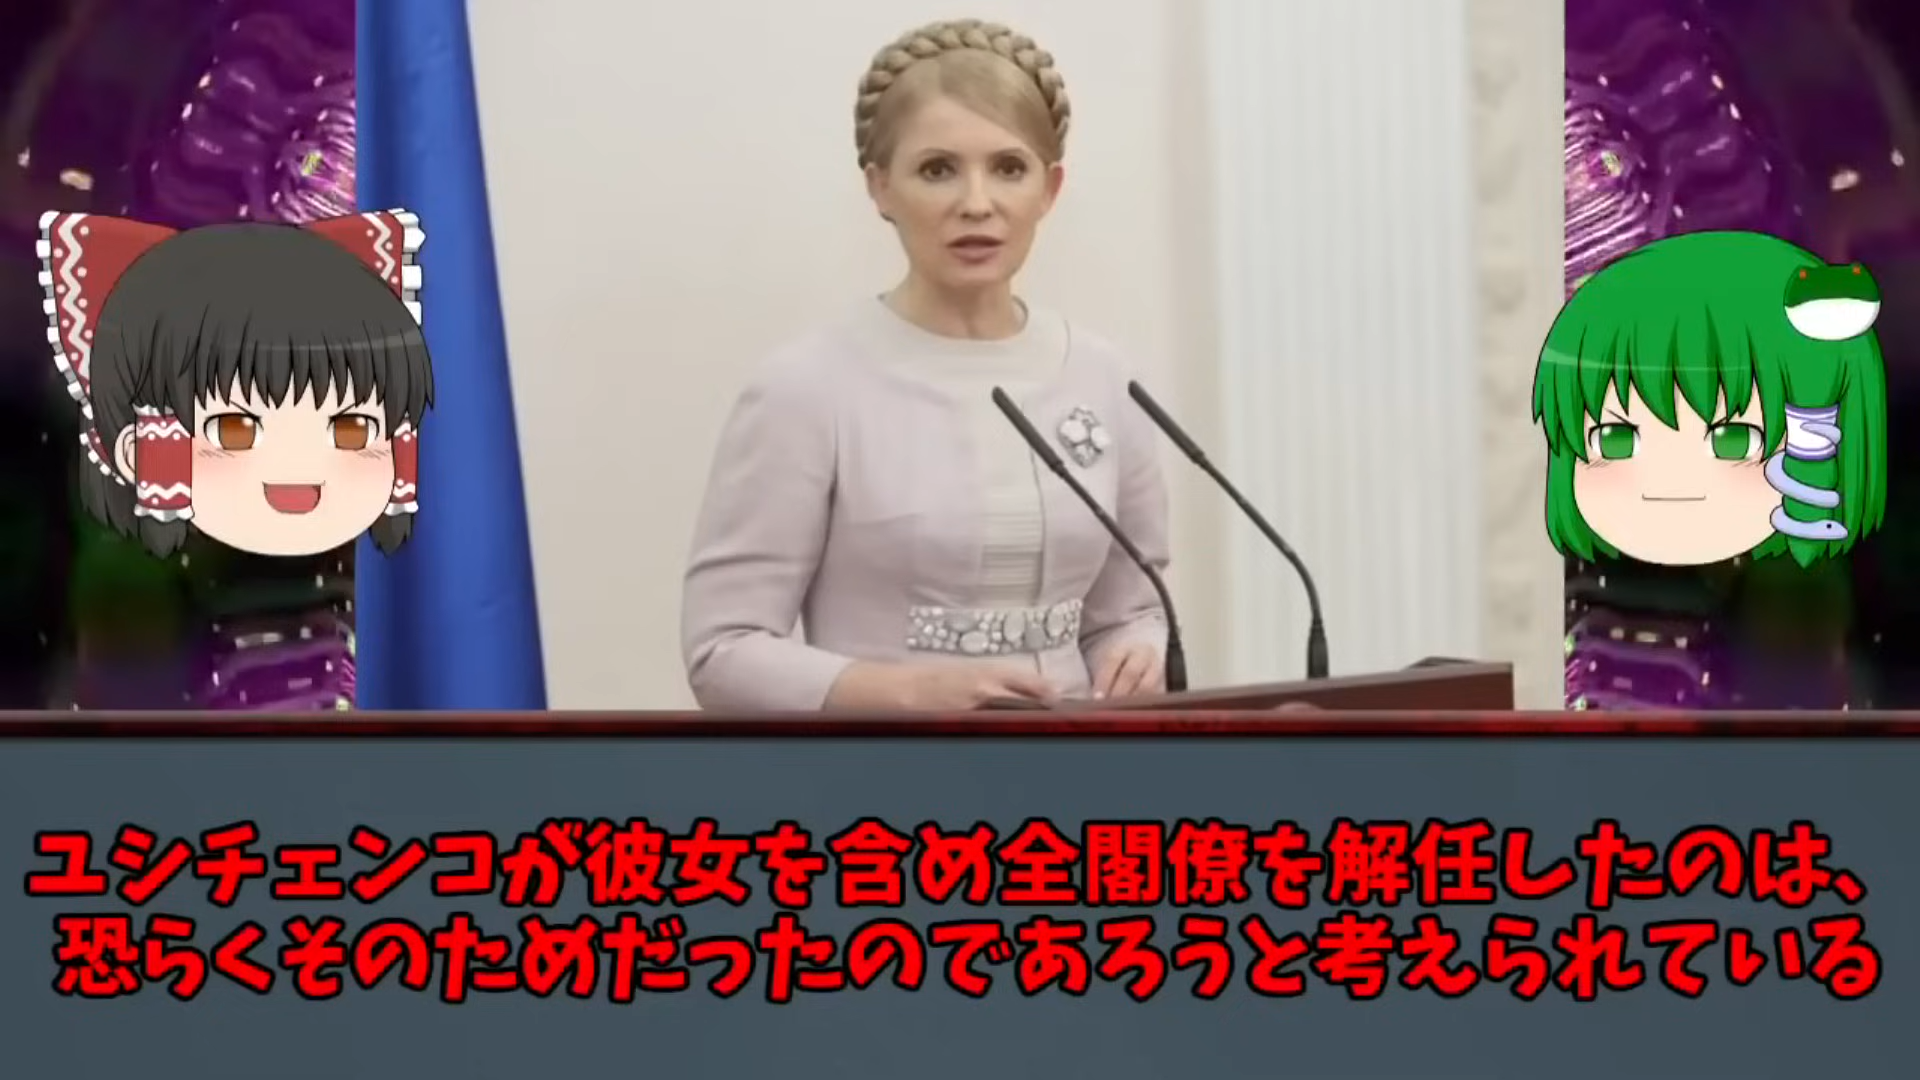 ユシチェンコが彼女を含め全閣僚を解任したのは、
恐らくそのためだったのであろうと考えられている